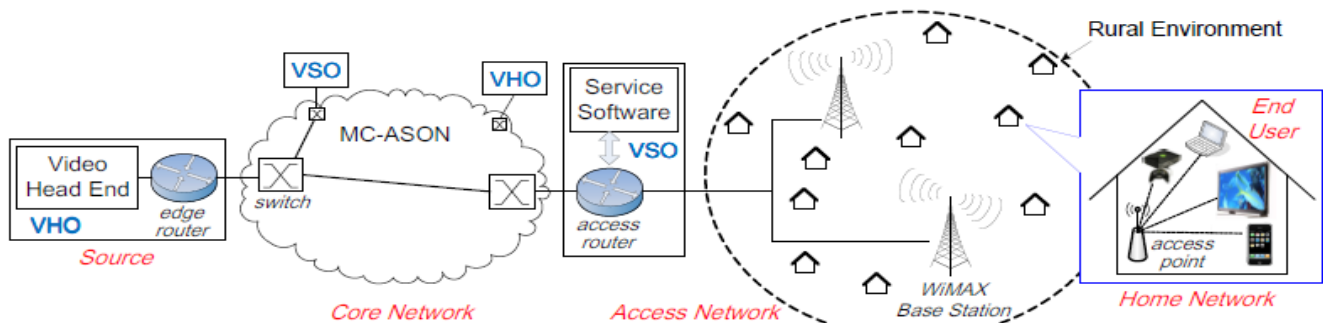 VSO
VHO
MC-ASON
Service
Software
VSO
Rural Environment
End
User
Video
Head End
VHO
edge
router
switch
access
router
access
point
Source
Core Network
Access Network
WiMAX
Base Station
Home Network